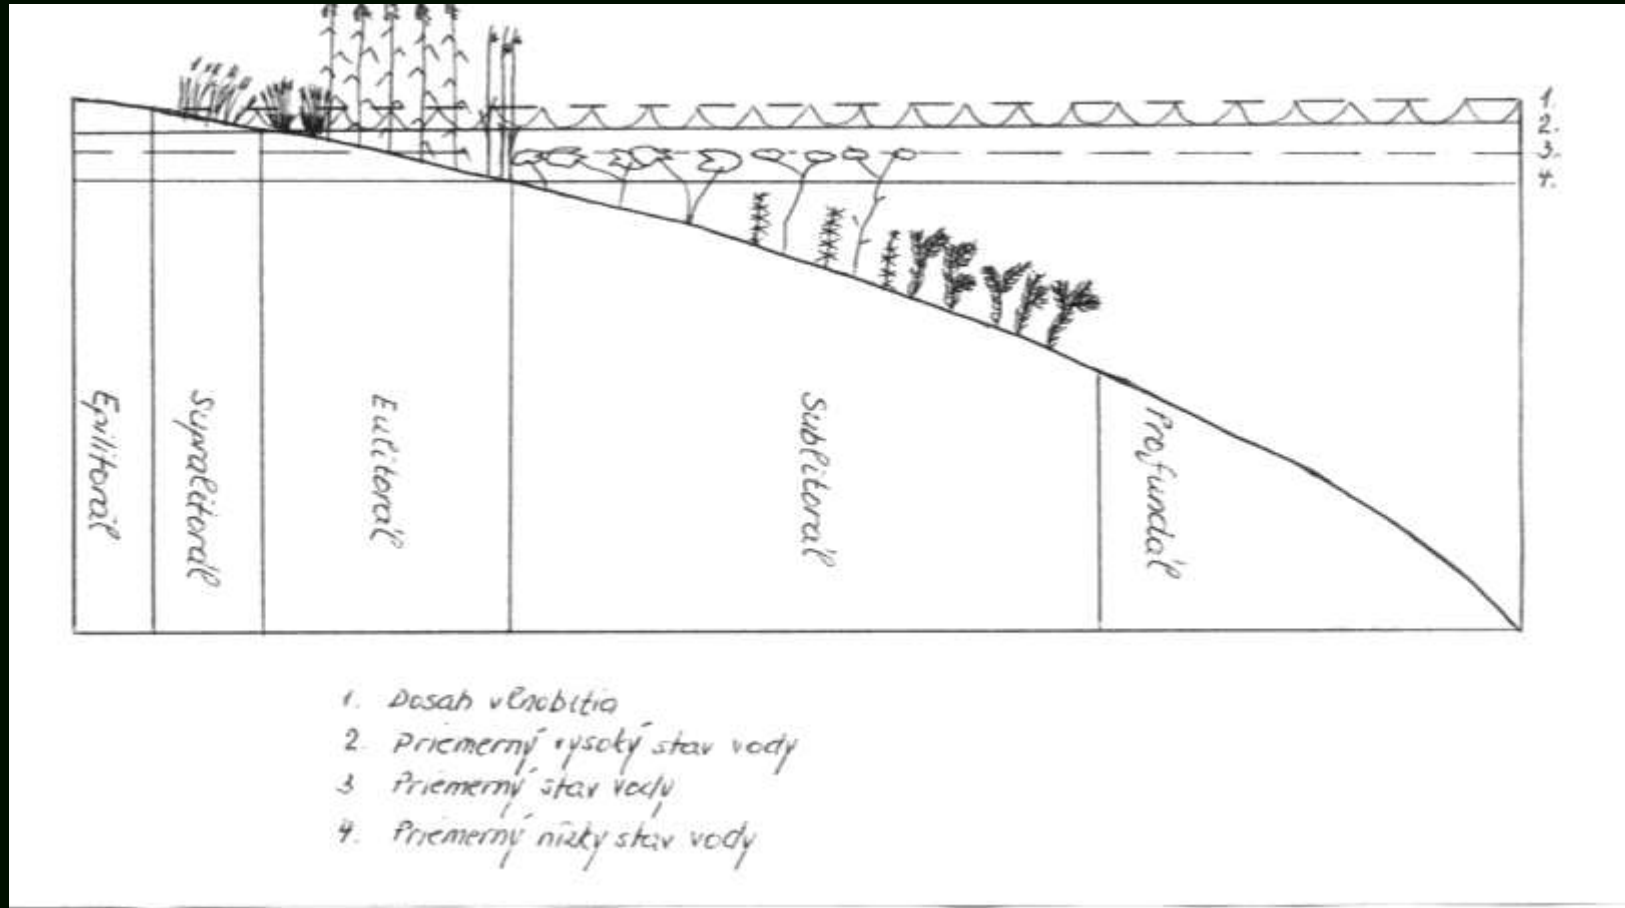 1.
2.
3.
4.
Epilitorál
Supralitorál
Eulitorál
Sublitorál
Profundál
1. Dosah vlnobitia
2. Priemerný vysoký stav vody
3 Priemerný stav vody
4. Priemerný nízky stav vody